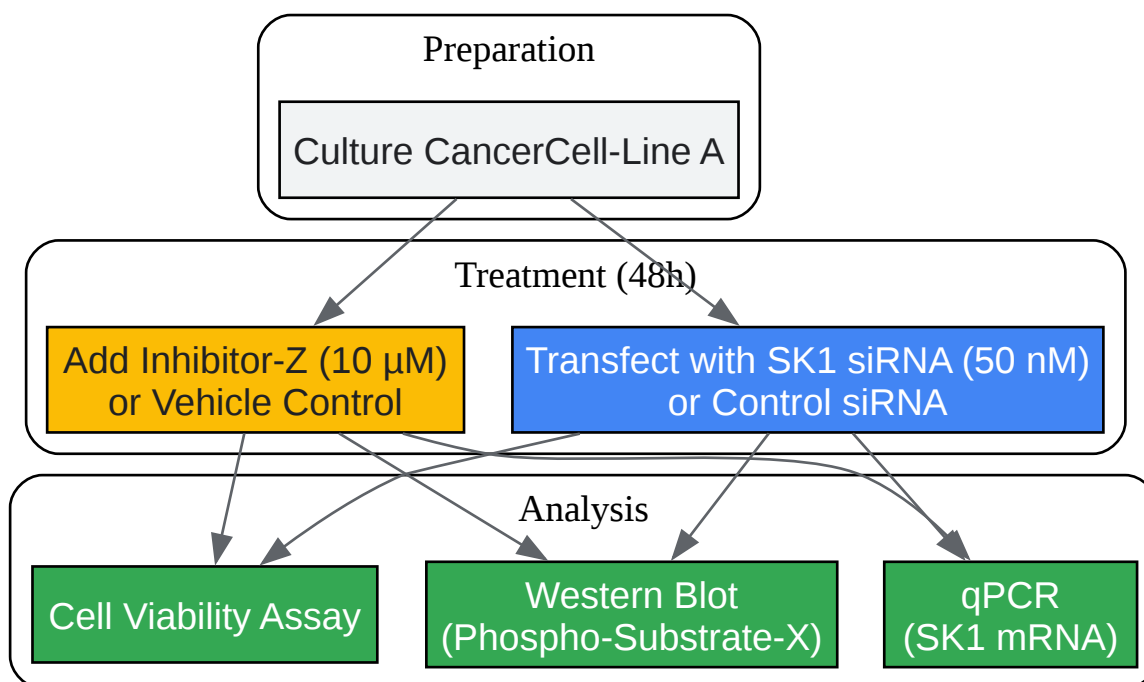 Preparation
Culture CancerCell-Line A
Treatment (48h)
Add Inhibitor-Z (10 µM)
or Vehicle Control
Transfect with SK1 siRNA (50 nM)
or Control siRNA
Analysis
Cell Viability Assay
Western Blot
(Phospho-Substrate-X)
qPCR
(SK1 mRNA)